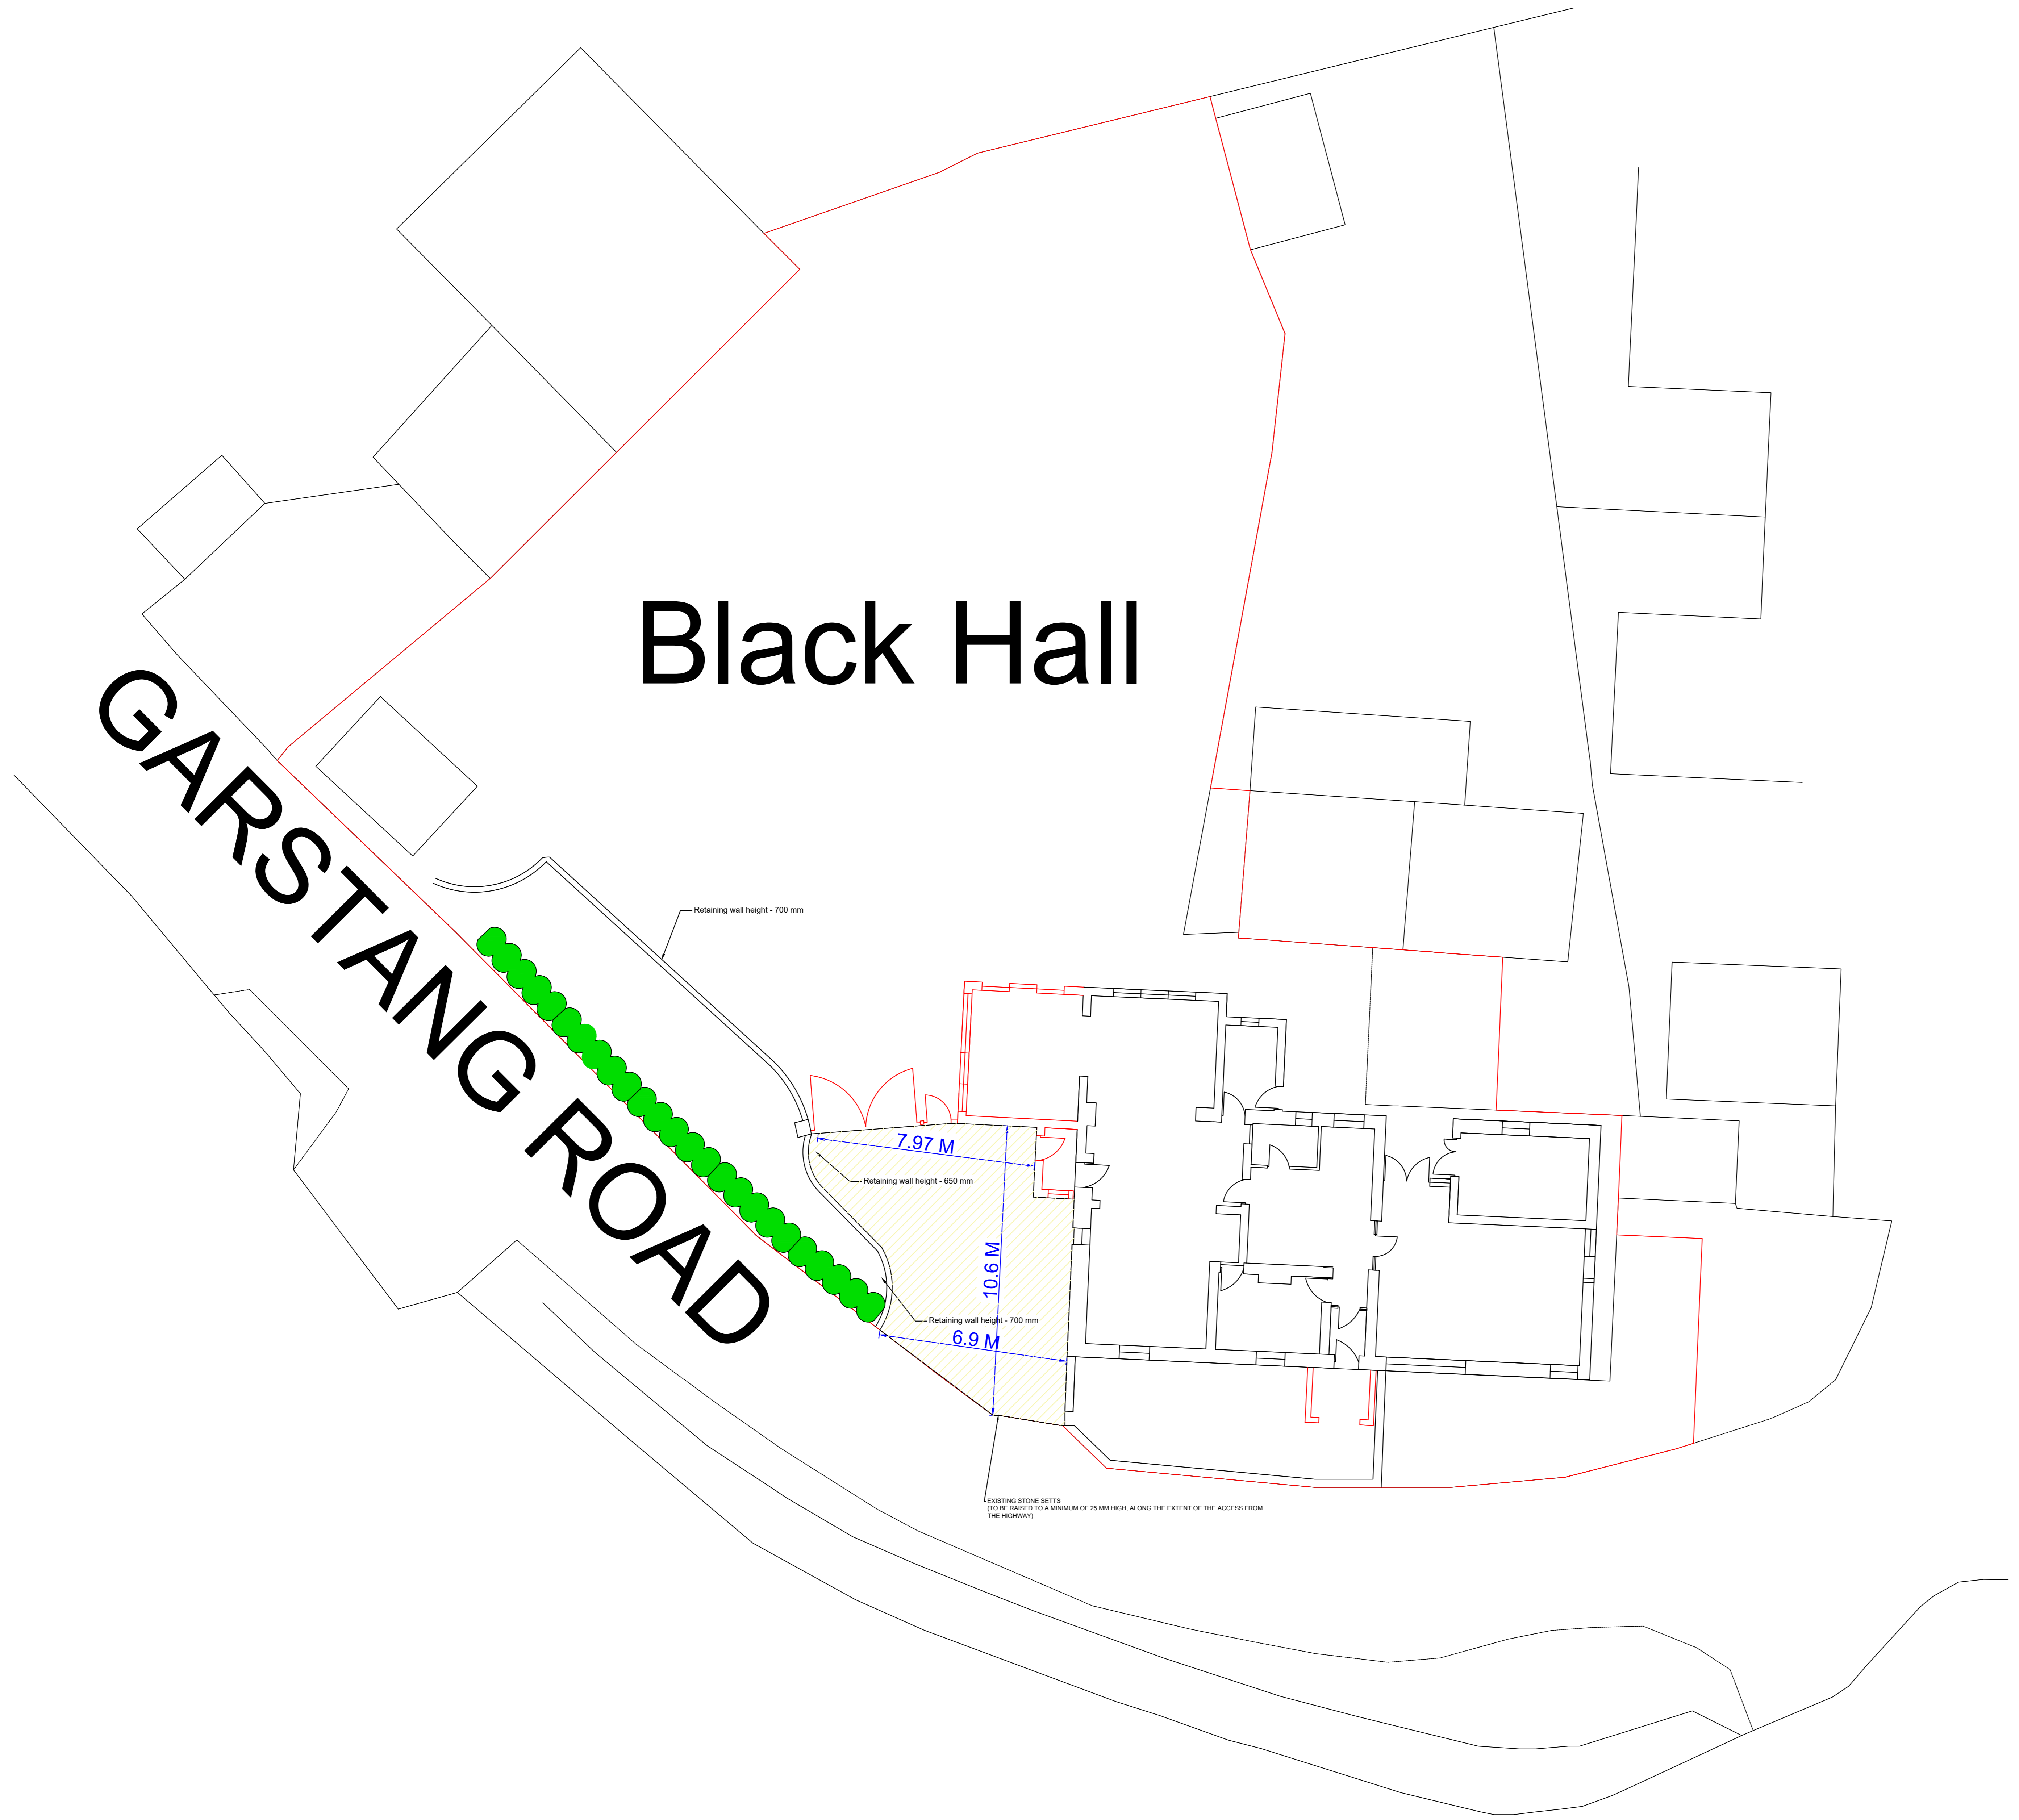 Black Hall
GARSTANG ROAD
Retaining wall height - 700 mm
7.97 M
Retaining wall height - 650 mm
10.6 M
Retaining wall height - 700 mm
6.9 M
EXISTING STONE SETTS
(TO BE RAISED TO A MINIMUM OF 25 MM HIGH, ALONG THE EXTENT OF THE ACCESS FROM
THE HIGHWAY)